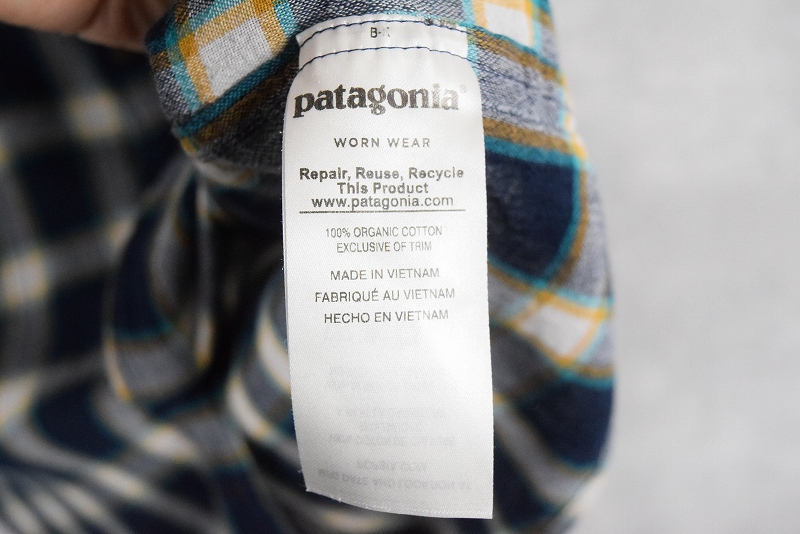 patagonia®
WORN WEAR
Repair, Reuse, Recycle
This Product
www.patagonia.com
100% ORGANIC COTTON
EXCLUSIVE OF TRIM
MADE IN VIETNAM
FABRIQUÉ AU VIETNAM
HECHO EN VIETNAM